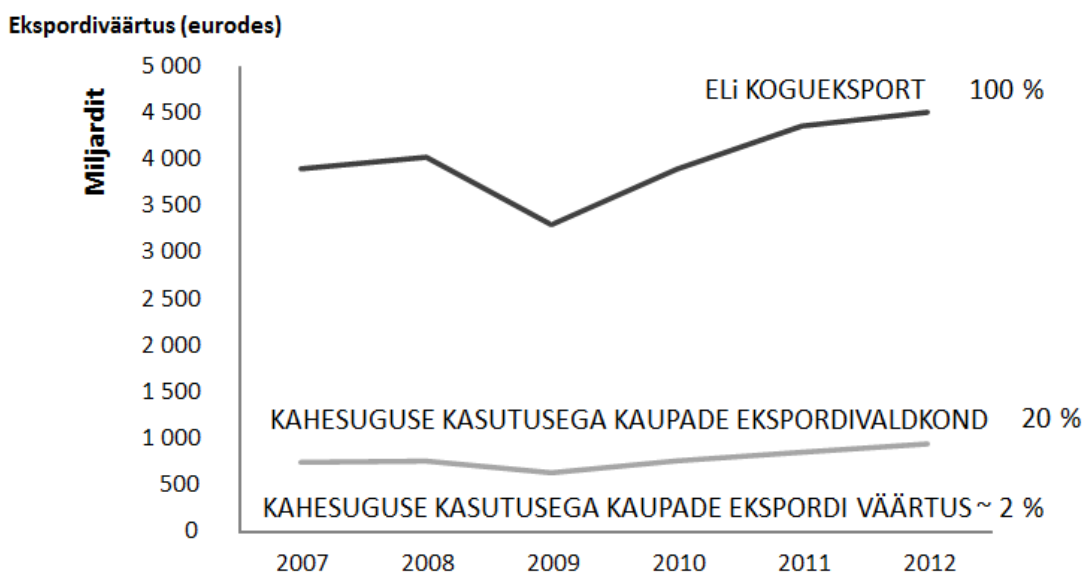 Ekspordiväärtus (eurodes)
Miljardit
5 000
4 500
4 000
3 500
3 000
2 500
2 000
1 500
1 000
500
0
ELi KOGUEKSPORT 100 %
KAHESUGUSE KASUTUSEGA KAUPADE EKSPORDIVALDKOND 20 %
KAHESUGUSE KASUTUSEGA KAUPADE EKSPORDI VÄÄRTUS ~ 2 %
2007 2008 2009 2010 2011 2012